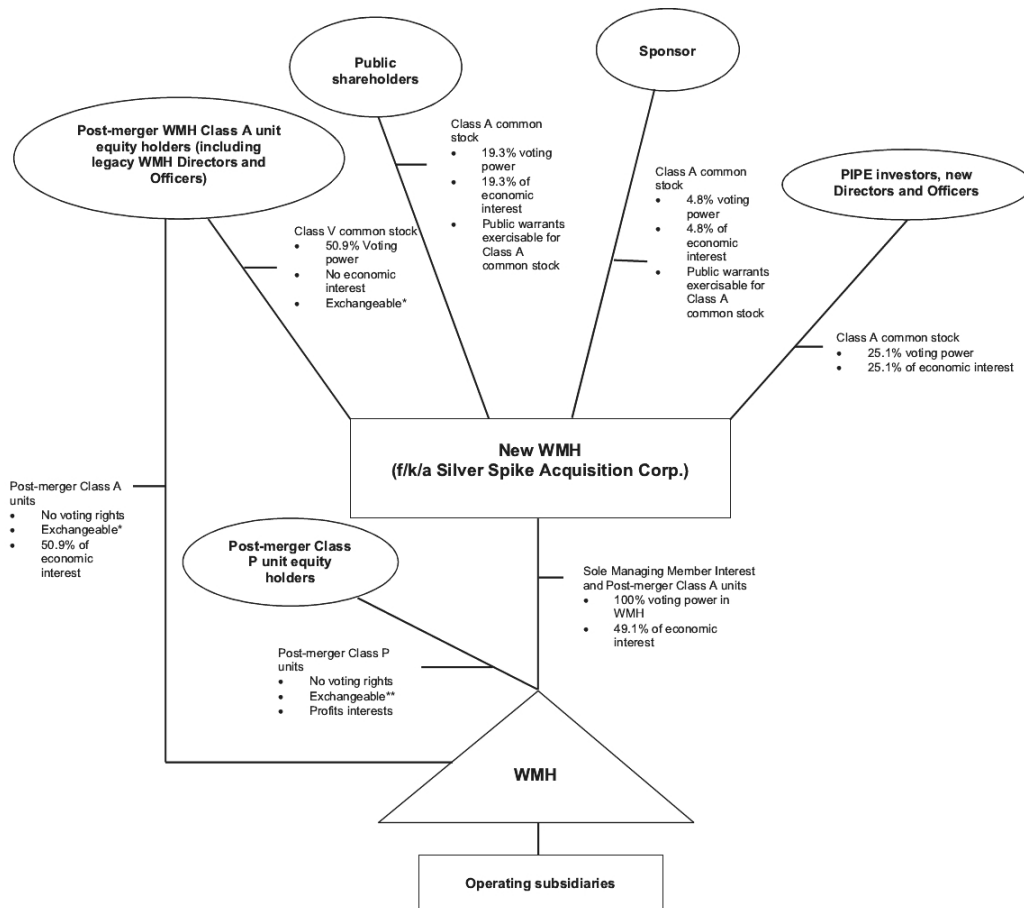 Sponsor
Public
shareholders
Post-merger WMH Class A unit
equity holders (including
legacy WMH Directors and
Officers)
PIPE investors, new
Directors and Officers
Class A common
stock
• 19.3% voting
power
• 19.3% of
economic
interest
• Public warrants
exercisable for
Class A
common stock
Class A common
stock
• 4.8% voting
power
• 4.8% of
economic
interest
• Public warrants
exercisable for
Class A
common stock
Class V common stock
• 50.9% Voting
power
• No economic
interest
• Exchangeable*
Class A common stock
• 25.1% voting power
• 25.1% of economic interest
New WMH
(f/k/a Silver Spike Acquisition Corp.)
Post-merger Class A
units
• No voting rights
• Exchangeable*
• 50.9% of
economic
interest
Post-merger Class
P unit equity
holders
Sole Managing Member Interest
and Post-merger Class A units
• 100% voting power in
WMH
• 49.1% of economic
interest
Post-merger Class P
units
• No voting rights
• Exchangeable**
• Profits interests
WMH
Operating subsidiaries